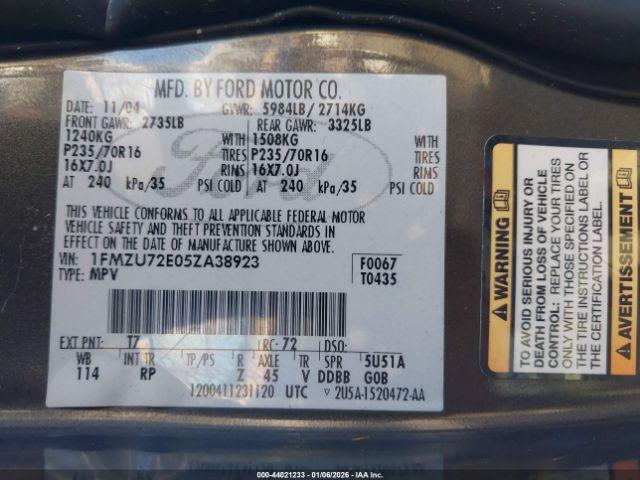 MFD. BY FORD MOTOR CO.
DATE: 11/04 GVWR: 5984LB/ 2714KG
FRONT GAWR: 2735LB REAR GAWR: 3325LB
1240KG WITH 1508KG WITH
P235/70R16 TIRES P235/70R16 TIRES
16X7.0J RIMS 16X7.0J RIMS
AT 240 kPa/35 PSI COLD AT 240 kPa/35 PSI COLD
Ford
THIS VEHICLE CONFORMS TO ALL APPLICABLE FEDERAL MOTOR
VEHICLE SAFETY AND THEFT PREVENTION STANDARDS IN
EFFECT ON THE DATE OF MANUFACTURE SHOWN ABOVE.
VIN: 1FMZU72E05ZA38923 F0067
TYPE: MPV T0435
EXT PNT: T7 RC: 72 DSO:
WB INT TR TP/PS R AXLE TR SPR 5U51A
114 RP Z 45 V DDBB GOB
1200411231120 UTC 2U5A-1520472-AA
TO AVOID SERIOUS INJURY OR
DEATH FROM LOSS OF VEHICLE
CONTROL: REPLACE YOUR TIRES
ONLY WITH THOSE SPECIFIED ON
THE TIRE INSTRUCTIONS LABEL OR
THE CERTIFICATION LABEL.
000-44021233 - 01/06/2026 - IAA Inc.